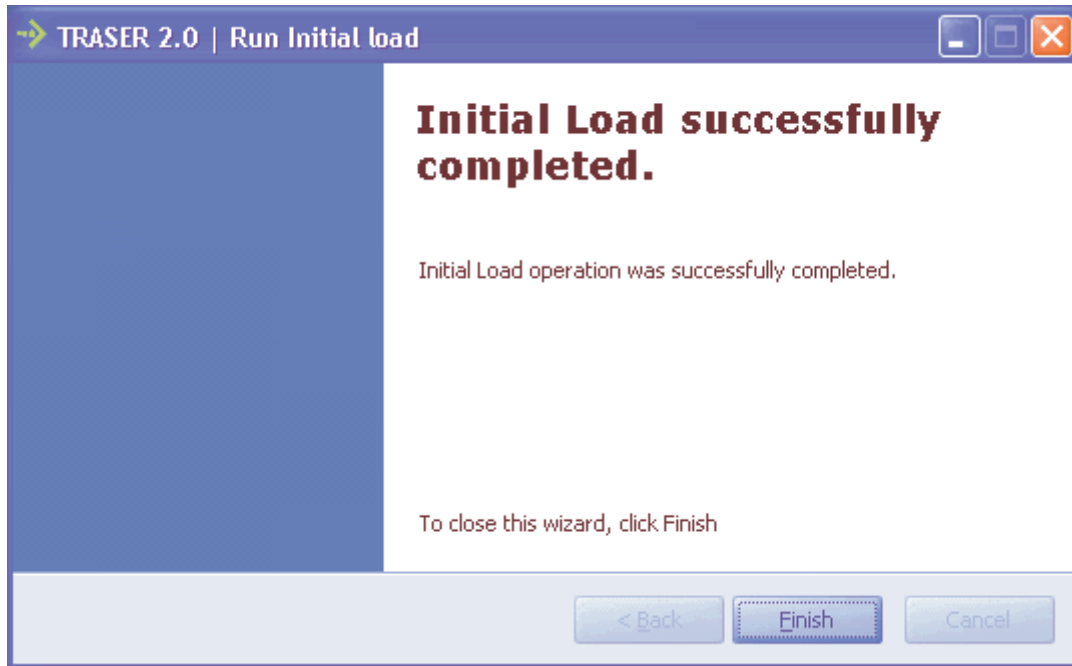 TRASER 2.0 | Run Initial load
Initial Load successfully
completed.
Initial Load operation was successfully completed.
To close this wizard, click Finish
< Back
Finish
Cancel